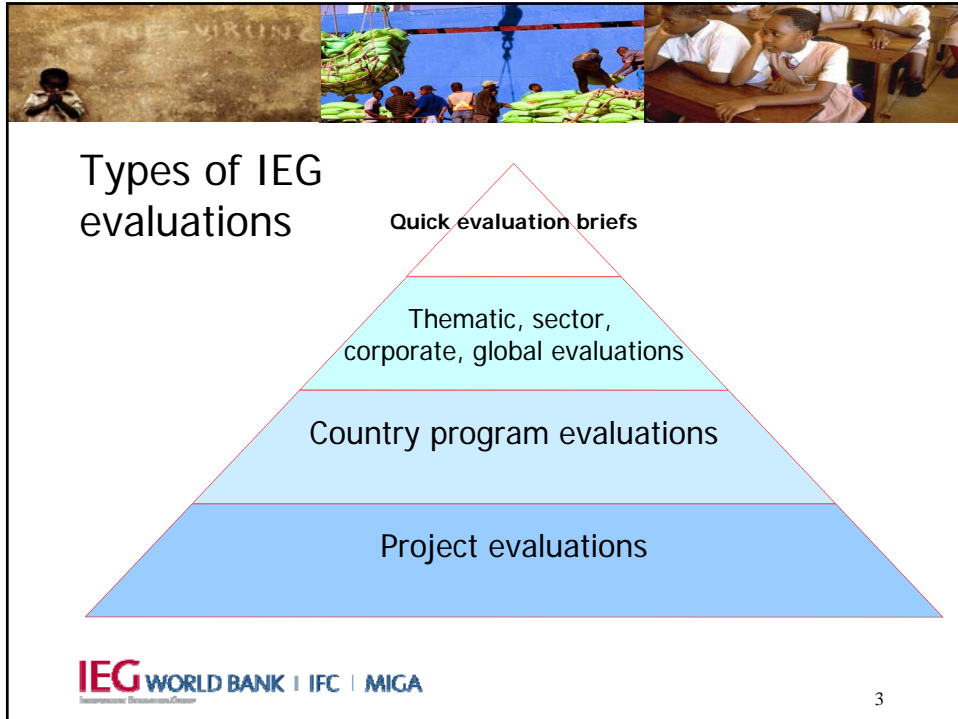 Types of IEG
evaluations
Quick evaluation briefs
Thematic, sector,
corporate, global evaluations
Country program evaluations
Project evaluations
IEG WORLD BANK | IFC | MIGA
3